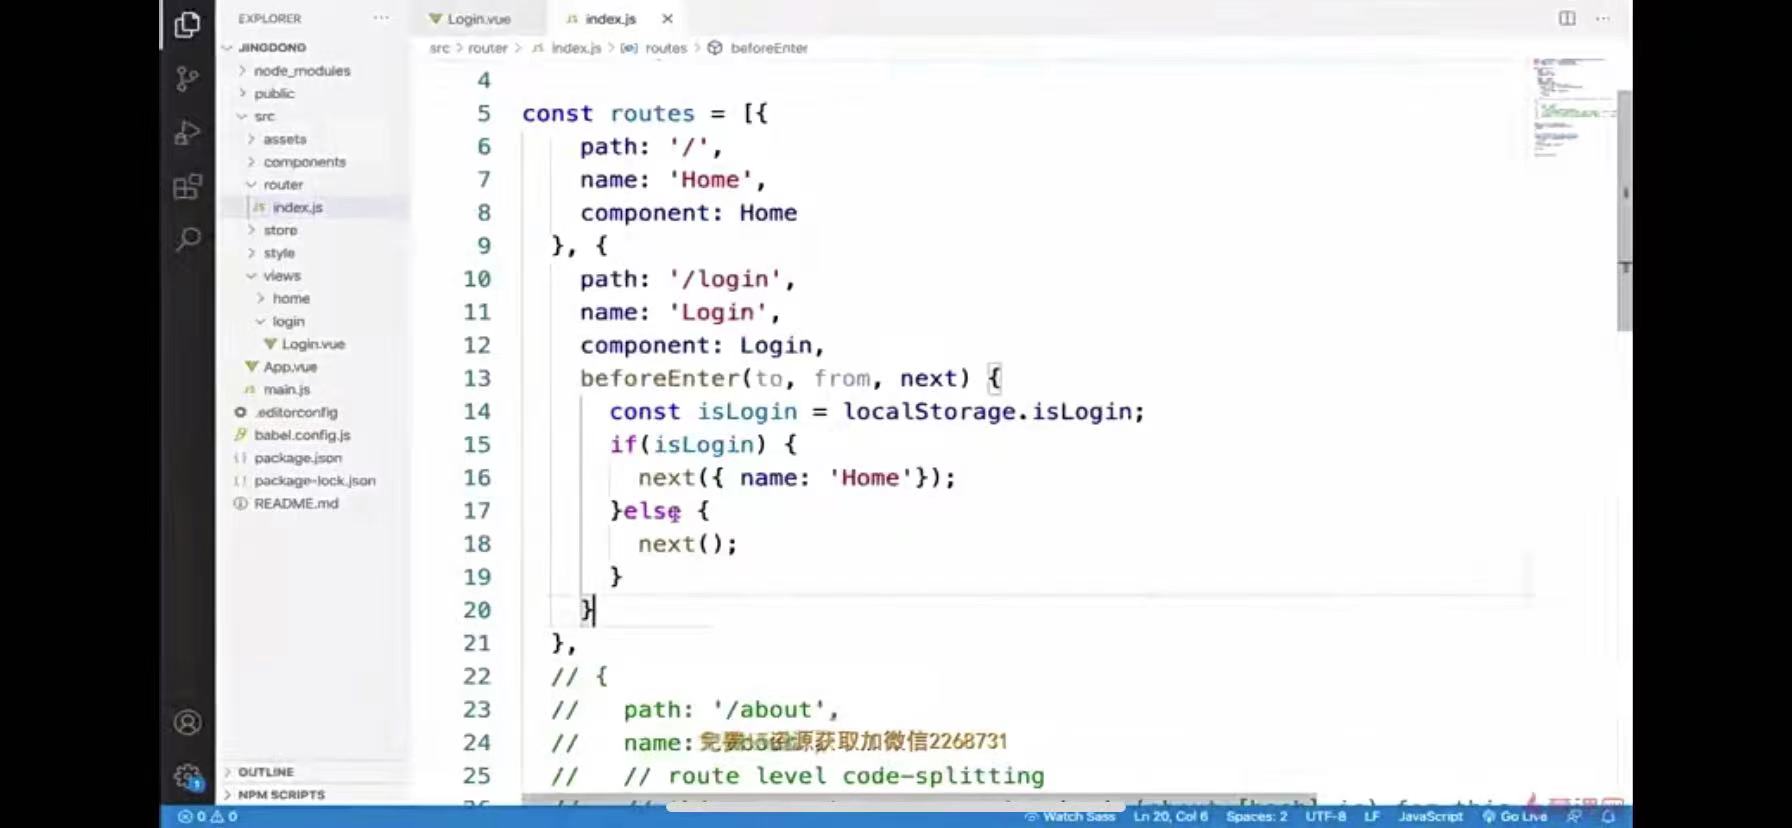 EXPLORER
Login.vue
index.js
JINGDONG
node_modules
public
src
assets
components
router
index.js
store
style
views
home
login
Login.vue
App.vue
main.js
.editorconfig
babel.config.js
package.json
package-lock.json
README.md
OUTLINE
NPM SCRIPTS
src > router > index.js > routes > beforeEnter
4
5 const routes = [{
6 path: '/',
7 name: 'Home',
8 component: Home
9 }, {
10 path: '/login',
11 name: 'Login',
12 component: Login,
13 beforeEnter(to, from, next) {
14 const isLogin = localStorage.isLogin;
15 if(isLogin) {
16 next({ name: 'Home'});
17 }else {
18 next();
19 }
20 }
21 },
22 // {
23 // path: '/about',
24 // name:
资源获取加微信2268731
25 // // route level code-splitting
for this
0 0
Watch Sass Ln 20, Col 6 Spaces: 2 UTF-8 LF JavaScript Go Live